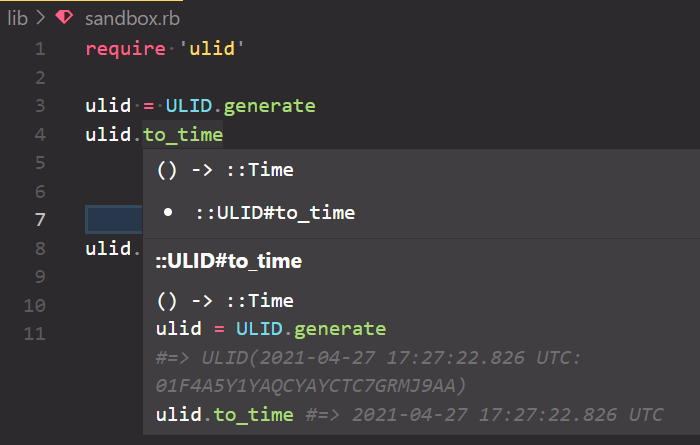 lib > sandbox.rb
1 require 'ulid'
2
3 ulid = ULID.generate
4 ulid.to_time
5
() -> ::Time
6
• ::ULID#to_time
7
8 ulid.
::ULID#to_time
9
10 () -> ::Time
11 ulid = ULID.generate
#=> ULID(2021-04-27 17:27:22.826 UTC:
01F4A5Y1YAQCYAYCTC7GRMJ9AA)
ulid.to_time #=> 2021-04-27 17:27:22.826 UTC